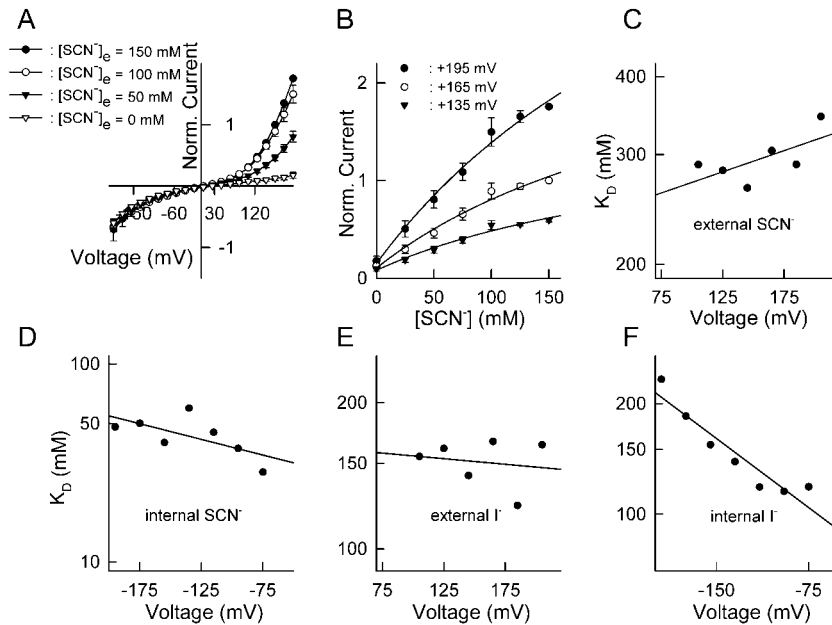 A
: [SCN-]e = 150 mM
: [SCN-]e = 100 mM
: [SCN-]e = 50 mM
: [SCN-]e = 0 mM
Norm. Current
1
-1
-60
30
120
Voltage (mV)
B
: +195 mV
: +165 mV
: +135 mV
Norm. Current
2
1
0
0
50
100
150
[SCN-] (mM)
C
KD (mM)
400
300
200
external SCN-
75
125
175
Voltage (mV)
D
KD (mM)
100
50
10
internal SCN-
-175
-125
-75
Voltage (mV)
E
200
150
100
external I-
75
125
175
Voltage (mV)
F
200
150
100
internal I-
-150
-75
Voltage (mV)